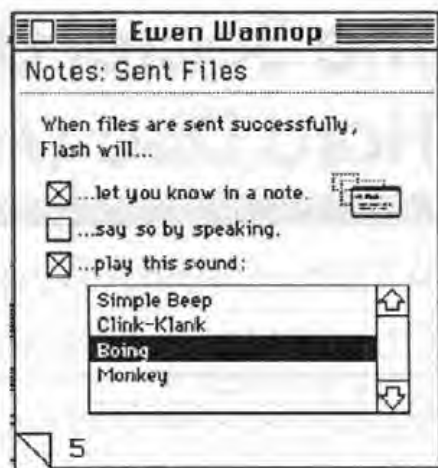 Ewen Wannop
Notes: Sent Files
When files are sent successfully,
Flash will...
...let you know in a note.
...say so by speaking.
...play this sound:
Simple Beep
Clink-Klank
Boing
Monkey
5